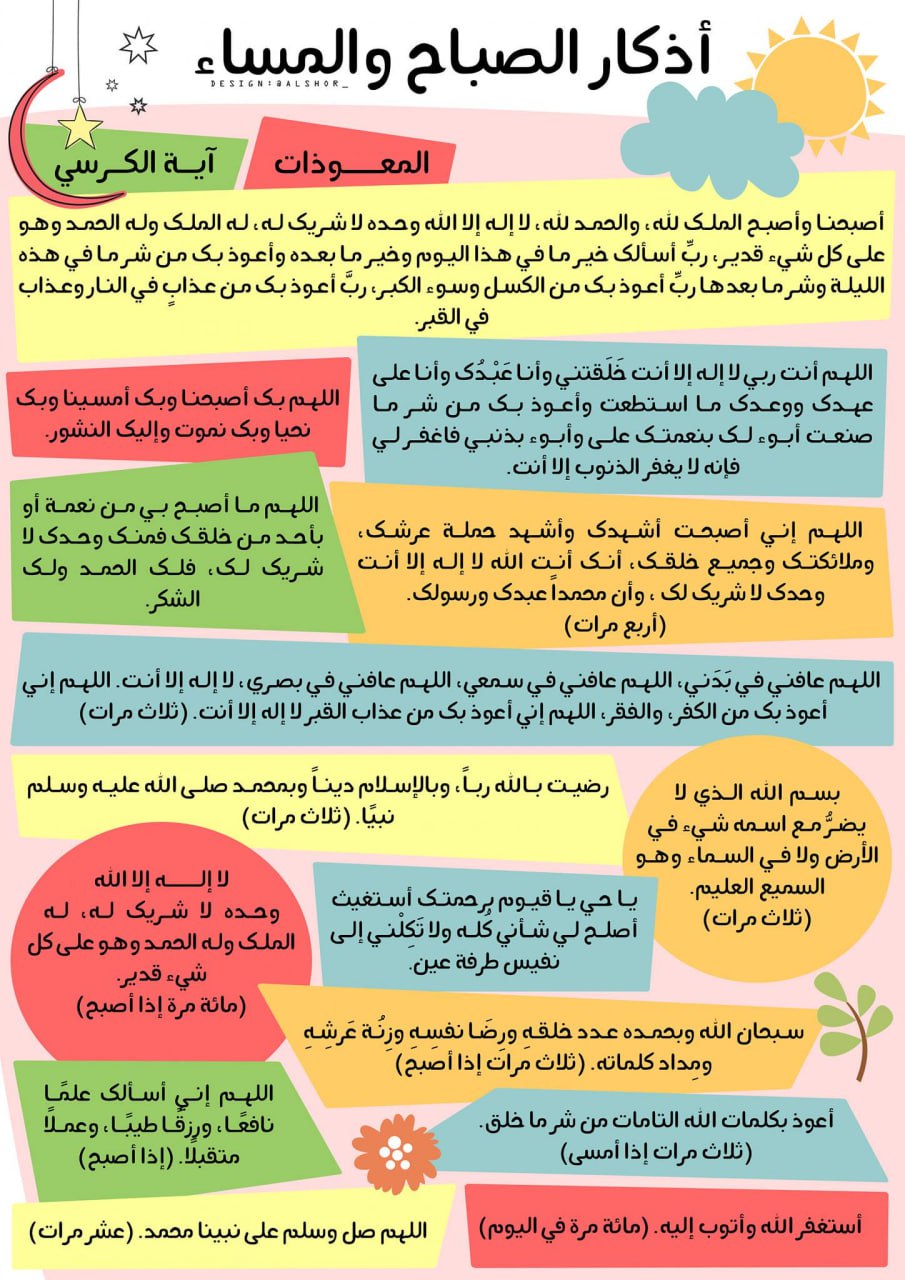 أذكار الصباح والمساء
DESIGN:@ALSHOR_
المعوذات
آية الكرسي
أصبحنا وأصبح الملك لله، والحمد لله، لا إله إلا الله وحده لا شريك له، له الملك وله الحمد وهو
على كل شيء قدير، ربِّ أسألك خير ما في هذا اليوم وخير ما بعده وأعوذ بك من شر ما في هذه
الليلة وشر ما بعدها ربِّ أعوذ بك من الكسل وسوء الكبر، ربَّ أعوذ بك من عذابٍ في النار وعذاب
في القبر.
اللهم أنت ربي لا إله إلا أنت خَلَقتني وأنا عَبْدُك وأنا على
عهدك ووعدك ما استطعت وأعوذ بك من شر ما
صنعت أبوء لك بنعمتك على وأبوء بذنبي فاغفر لي
فإنه لا يغفر الذنوب إلا أنت.
اللهم بك أصبحنا وبك أمسينا وبك
نحيا وبك نموت وإليك النشور.
اللهم ما أصبح بي من نعمة أو
بأحد من خلقك فمنك وحدك لا
شريك لك، فلك الحمد ولك
الشكر.
اللهم إني أصبحت أشهدك وأشهد حملة عرشك،
وملائكتك وجميع خلقك، أنك أنت الله لا إله إلا أنت
وحدك لا شريك لك ، وأن محمداً عبدك ورسولك.
(أربع مرات)
اللهم عافني في بَدَني، اللهم عافني في سمعي، اللهم عافني في بصري، لا إله إلا أنت. اللهم إني
أعوذ بك من الكفر، والفقر، اللهم إني أعوذ بك من عذاب القبر لا إله إلا أنت. (ثلاث مرات)
رضيت بالله رباً، وبالإسلام ديناً وبمحمد صلى الله عليه وسلم
نبيًا. (ثلاث مرات)
بسم الله الذي لا
يضرُّ مع اسمه شيء في
الأرض ولا في السماء وهو
السميع العليم.
(ثلاث مرات)
لا إله إلا الله
وحده لا شريك له، له
الملك وله الحمد وهو على كل
شيء قدير.
(مائة مرة إذا أصبح)
يا حي يا قيوم برحمتك أستغيث
أصلح لي شأني كُله ولا تَكِلْني إلى
نفيس طرفة عين.
سبحان الله وبحمده عدد خلقهِ ورِضَا نفسِهِ وزِنُة عَرشِهِ
ومِداد كلماته. (ثلاث مرات إذا أصبح)
اللهم إني أسألك علمًا
نافعًا، ورزقًا طيبًا، وعملًا
متقبلًا. (إذا أصبح)
أعوذ بكلمات الله التامات من شر ما خلق.
(ثلاث مرات إذا أمسى)
أستغفر الله وأتوب إليه. (مائة مرة في اليوم)
اللهم صل وسلم على نبينا محمد. (عشر مرات)